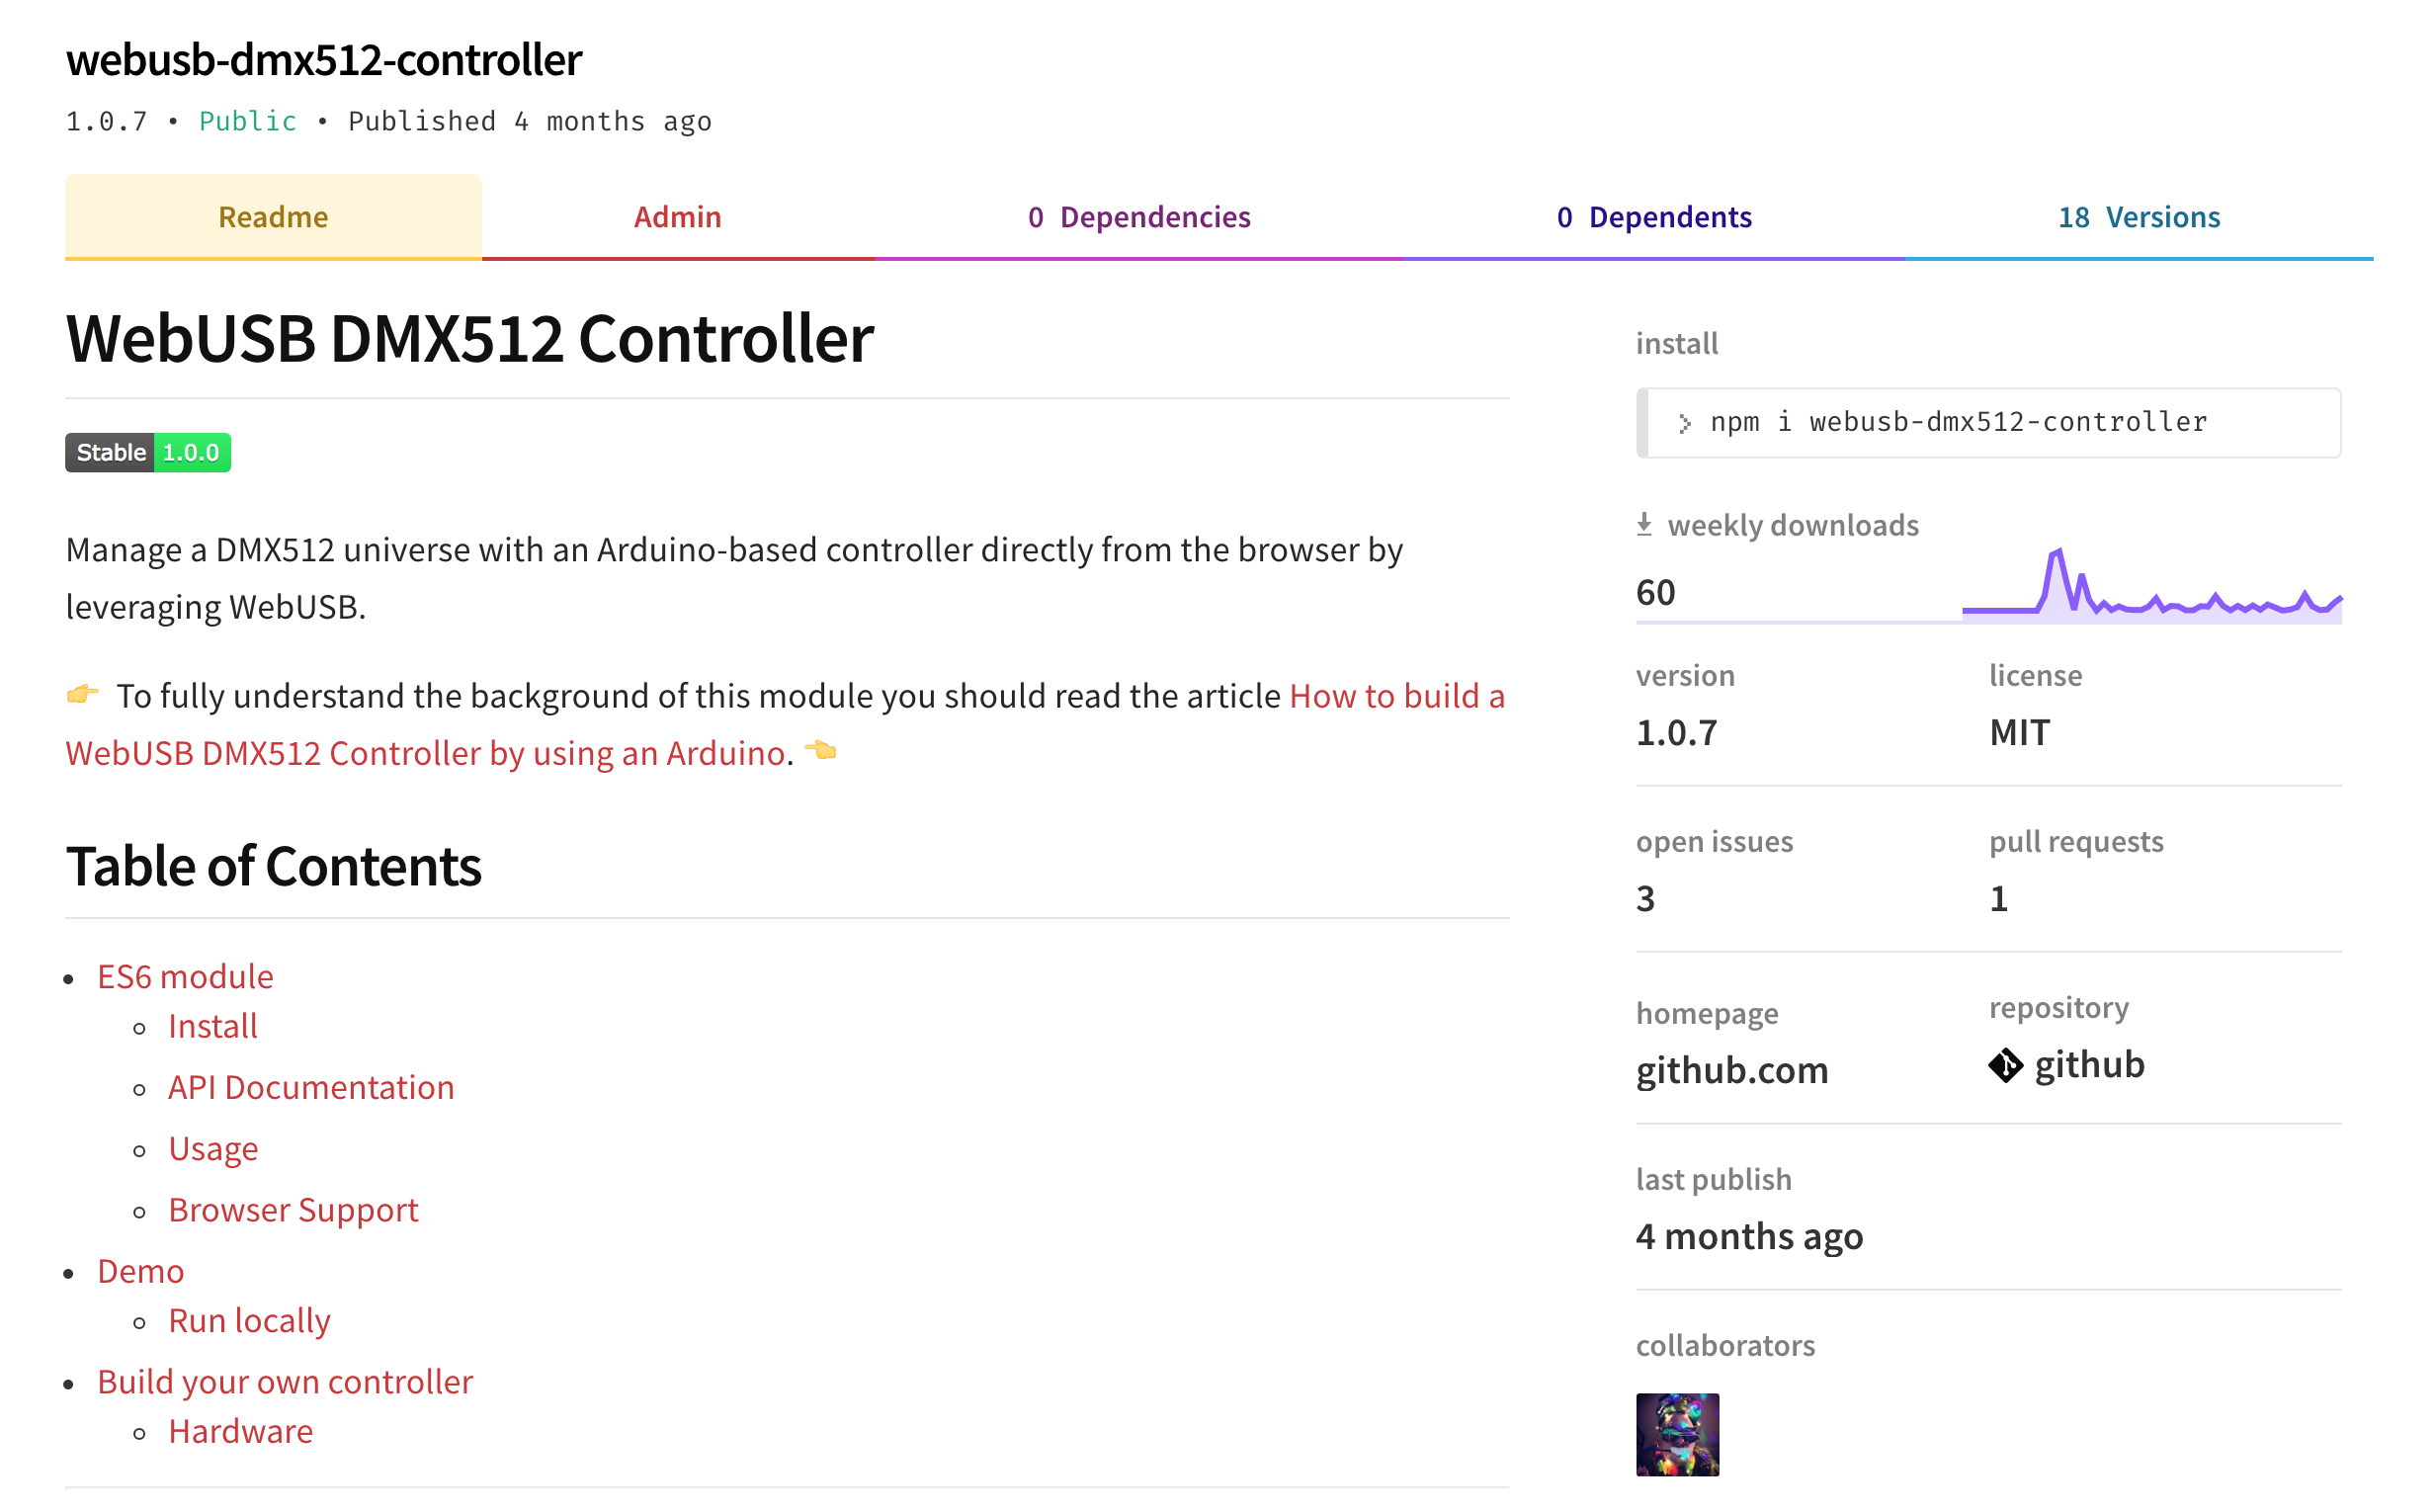 webusb-dmx512-controller
1.0.7 • Public • Published 4 months ago
Readme
Admin
0 Dependencies
0 Dependents
18 Versions
WebUSB DMX512 Controller
Stable 1.0.0
Manage a DMX512 universe with an Arduino-based controller directly from the browser by
leveraging WebUSB.
👉 To fully understand the background of this module you should read the article How to build a
WebUSB DMX512 Controller by using an Arduino. 👈
Table of Contents
• ES6 module
◦ Install
◦ API Documentation
◦ Usage
◦ Browser Support
• Demo
◦ Run locally
• Build your own controller
◦ Hardware
install
> npm i webusb-dmx512-controller
weekly downloads
60
version
1.0.7
license
MIT
open issues
3
pull requests
1
homepage
github.com
repository
github
last publish
4 months ago
collaborators